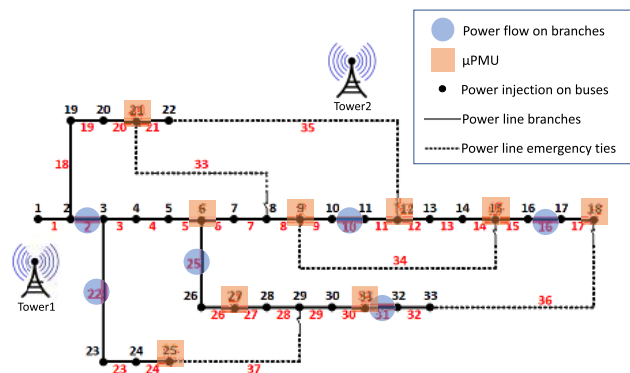 Power flow on branches
μPMU
Power injection on buses
Power line branches
Power line emergency ties
Tower2
19 20 21 22
19 20 21 35
18 33
1 2 3 4 5 6 7 8 9 10 11 12 13 14 15 16 17 18
1 2 3 4 5 6 7 8 9 10 11 12 13 14 15 16 17
Tower1
22 25 34
26 27 28 29 30 31 32 33 36
26 27 28 29 30 31 32
23 24 25
23 24 37